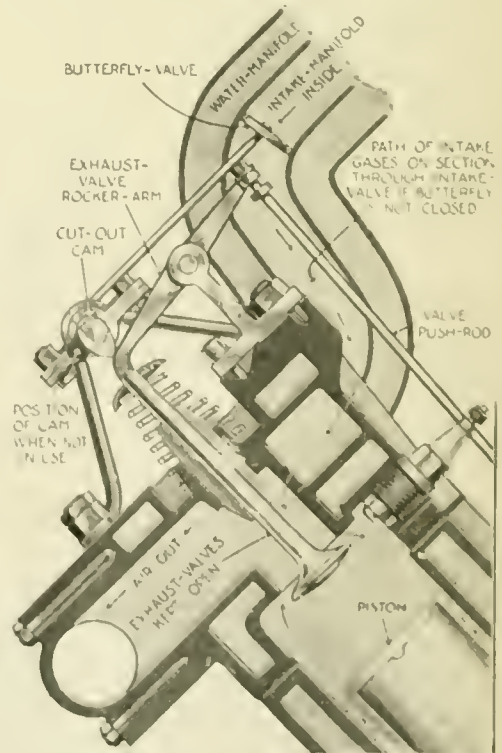 BUTTERFLY-VALVE
WATER-MANIFOLD
INTAKE-MANIFOLD
INSIDE
PATH OF INTAKE
GASES ON SECTION
THROUGH INTAKE-
VALVE IF BUTTERFLY
IS NOT CLOSED
EXHAUST-
VALVE
ROCKER-ARM
CUT-OUT
CAM
VALVE
PUSH-ROD
POSITION
OF CAM
WHEN NOT
IN USE
AIR OUT
EXHAUST-VALVES
KEPT OPEN
PISTON